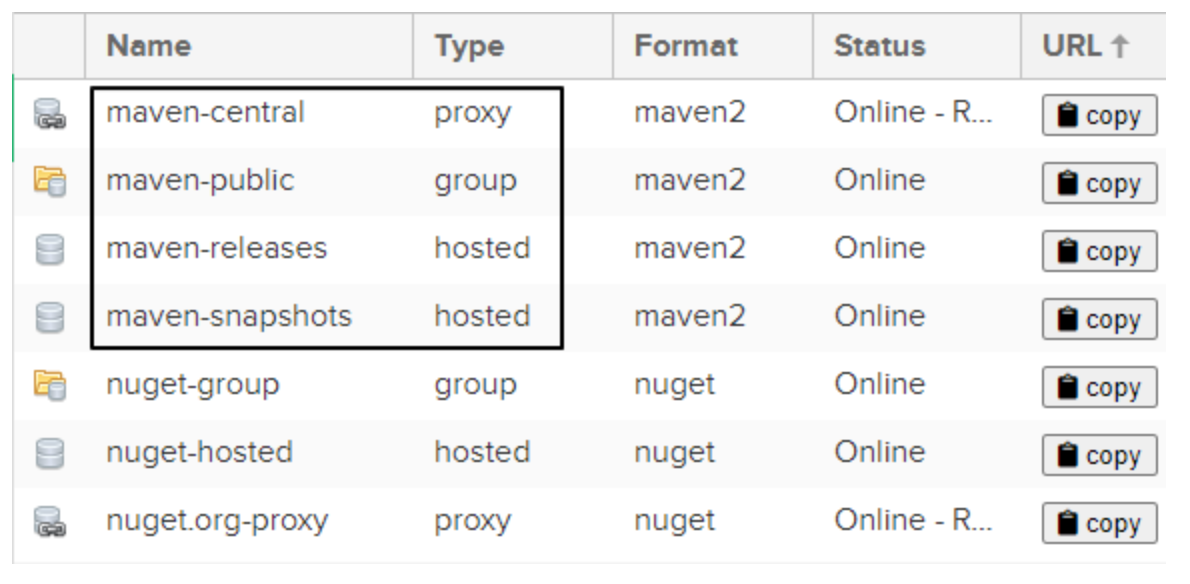 Name Type Format Status URL ↑
maven-central proxy maven2 Online - R... copy
maven-public group maven2 Online copy
maven-releases hosted maven2 Online copy
maven-snapshots hosted maven2 Online copy
nuget-group group nuget Online copy
nuget-hosted hosted nuget Online copy
nuget.org-proxy proxy nuget Online - R... copy